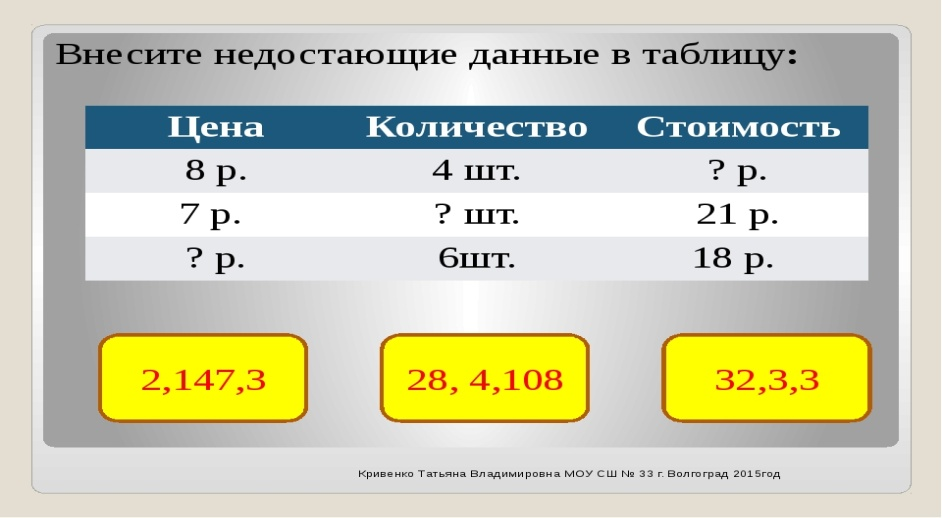 Внесите недостающие данные в таблицу:
Цена Количество Стоимость
8 р. 4 шт. ? р.
7 р. ? шт. 21 р.
? р. 6шт. 18 р.
2,147,3 28, 4,108 32,3,3
Кривенко Татьяна Владимировна МОУ СШ № 33 г. Волгоград 2015год